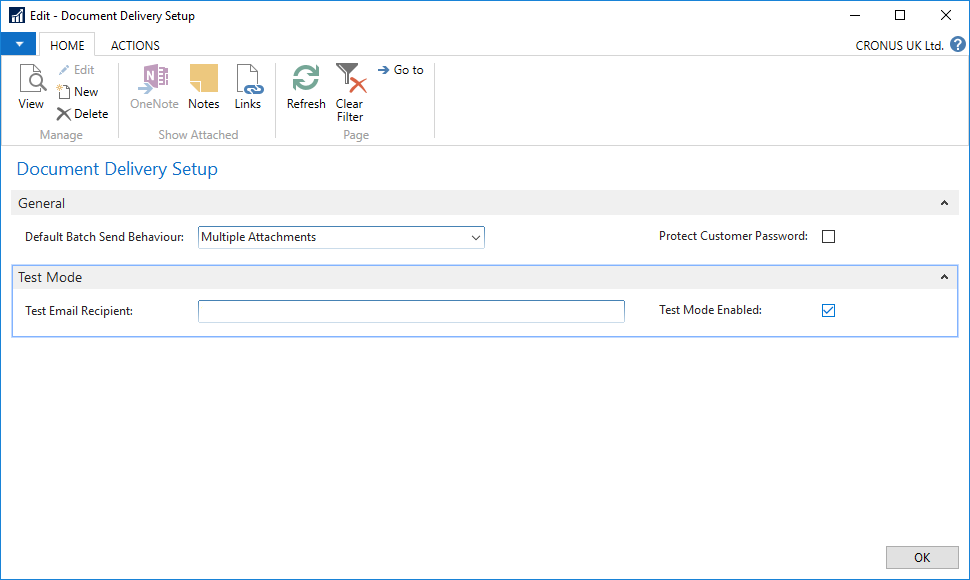 Edit - Document Delivery Setup
HOME
ACTIONS
CRONUS UK Ltd.
?
View
Edit
New
Delete
Manage
OneNote
Notes
Links
Show Attached
Refresh
Clear
Filter
Go to
Page
Document Delivery Setup
General
Default Batch Send Behaviour:
Multiple Attachments
Protect Customer Password:
Test Mode
Test Email Recipient:
Test Mode Enabled:
OK